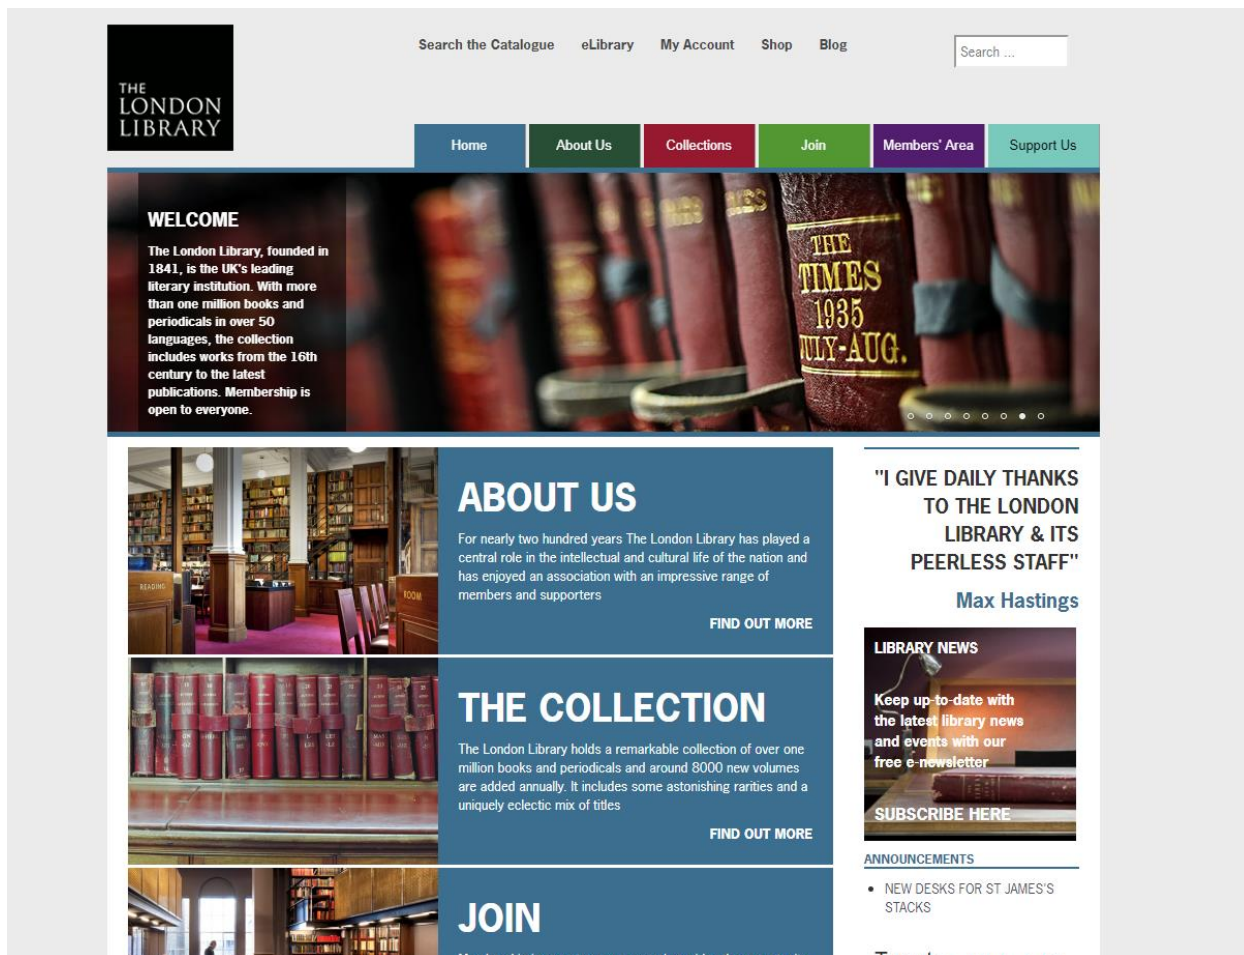 THE
LONDON
LIBRARY
Search the Catalogue eLibrary My Account Shop Blog
Search ...
Home About Us Collections Join Members' Area Support Us
WELCOME
The London Library, founded in
1841, is the UK's leading
literary institution. With more
than one million books and
periodicals in over 50
languages, the collection
includes works from the 16th
century to the latest
publications. Membership is
open to everyone.
THE
TIMES
1935
JULY-AUG.
READING
ROOM
ABOUT US
For nearly two hundred years The London Library has played a
central role in the intellectual and cultural life of the nation and
has enjoyed an association with an impressive range of
members and supporters
FIND OUT MORE
THE COLLECTION
The London Library holds a remarkable collection of over one
million books and periodicals and around 8000 new volumes
are added annually. It includes some astonishing rarities and a
uniquely eclectic mix of titles
FIND OUT MORE
JOIN
"I GIVE DAILY THANKS
TO THE LONDON
LIBRARY & ITS
PEERLESS STAFF"
Max Hastings
LIBRARY NEWS
Keep up-to-date with
the latest library news
and events with our
free e-newsletter
SUBSCRIBE HERE
ANNOUNCEMENTS
• NEW DESKS FOR ST JAMES'S
STACKS